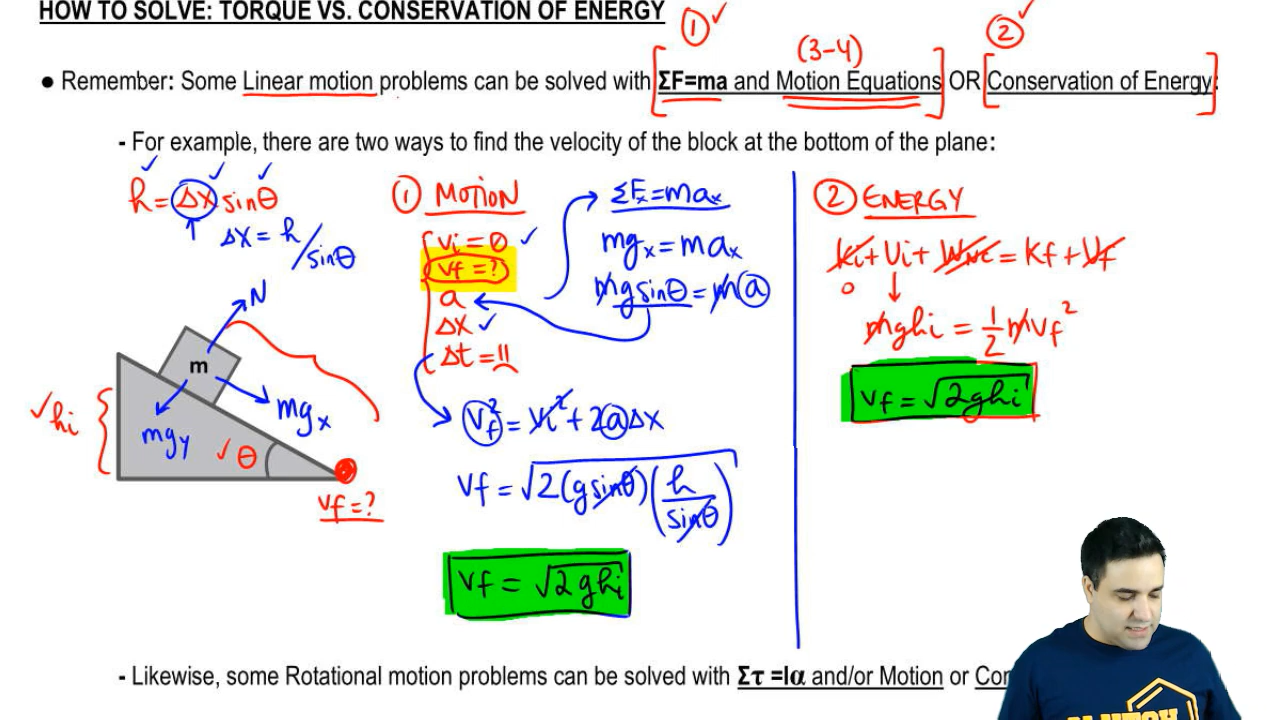 HOW TO SOLVE: TORQUE VS. CONSERVATION OF ENERGY
① ✓ (3-4) ② ✓
● Remember: Some Linear motion problems can be solved with [ΣF=ma and Motion Equations] OR [Conservation of Energy]:
- For example, there are two ways to find the velocity of the block at the bottom of the plane:
h = Δx sinθ
Δx = h/sinθ
N
m
mgx
mgy
✓ hi
✓ θ
vf = ?
① MOTION
vi = 0 ✓
vf = ?
a
Δx ✓
Δt = !!
ΣFx = max
mgx = max
mg sinθ = m a
vf² = vi² + 2aΔx
vf = √2(g sinθ)(h/sinθ)
vf = √2ghi
② ENERGY
Ki + Ui + WNC = Kf + Uf
0
mghi = 1/2 m vf²
vf = √2ghi
- Likewise, some Rotational motion problems can be solved with Στ =Iα and/or Motion or